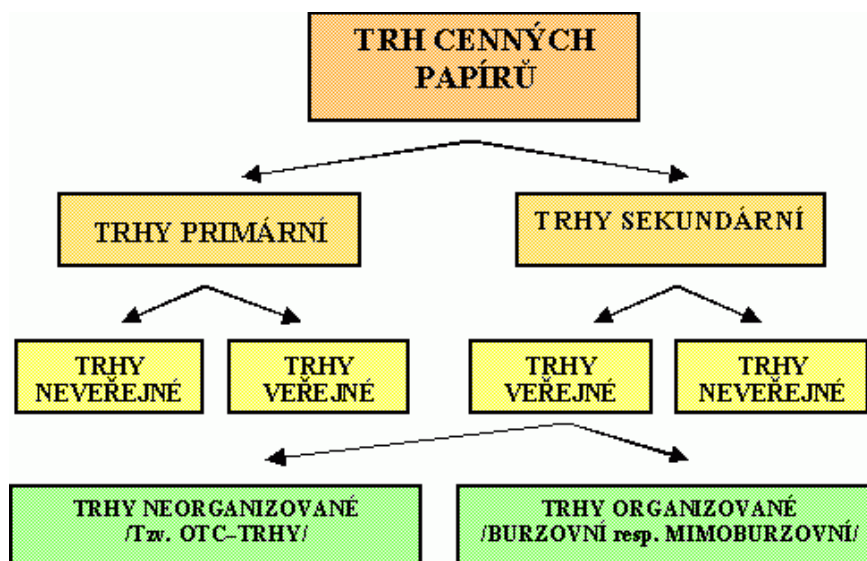 TRH CENNÝCH
PAPÍRŮ
TRHY PRIMÁRNÍ
TRHY SEKUNDÁRNÍ
TRHY
NEVEŘEJNÉ
TRHY
VEŘEJNÉ
TRHY
VEŘEJNÉ
TRHY
NEVEŘEJNÉ
TRHY NEORGANIZOVANÉ
/Tzv. OTC–TRHY/
TRHY ORGANIZOVANÉ
/BURZOVNÍ resp. MIMOBURZOVNÍ/